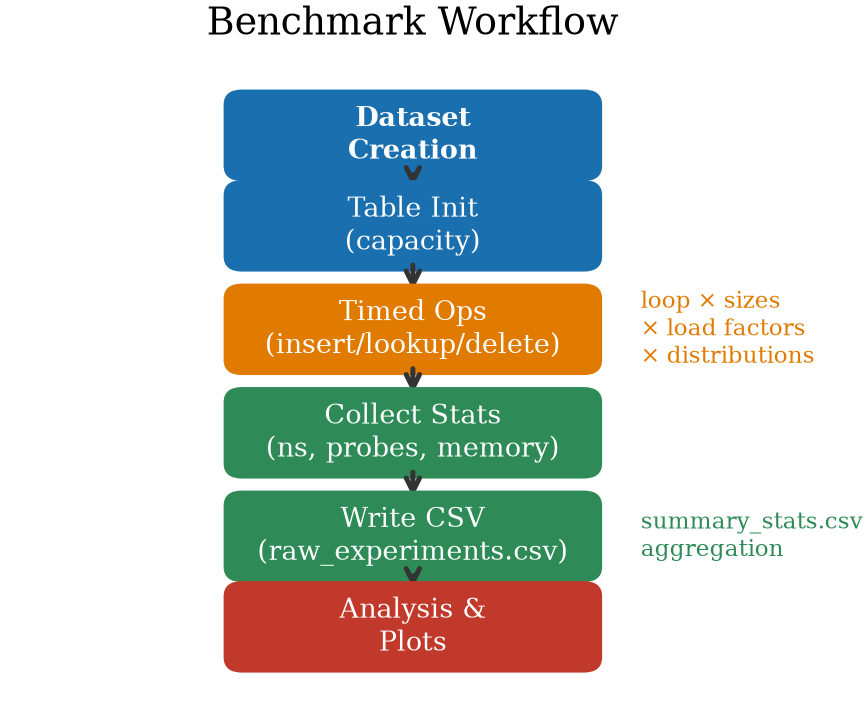 Benchmark Workflow
Dataset
Creation
Table Init
(capacity)
Timed Ops
(insert/lookup/delete)
loop × sizes
× load factors
× distributions
Collect Stats
(ns, probes, memory)
Write CSV
(raw_experiments.csv)
summary_stats.csv
aggregation
Analysis &
Plots